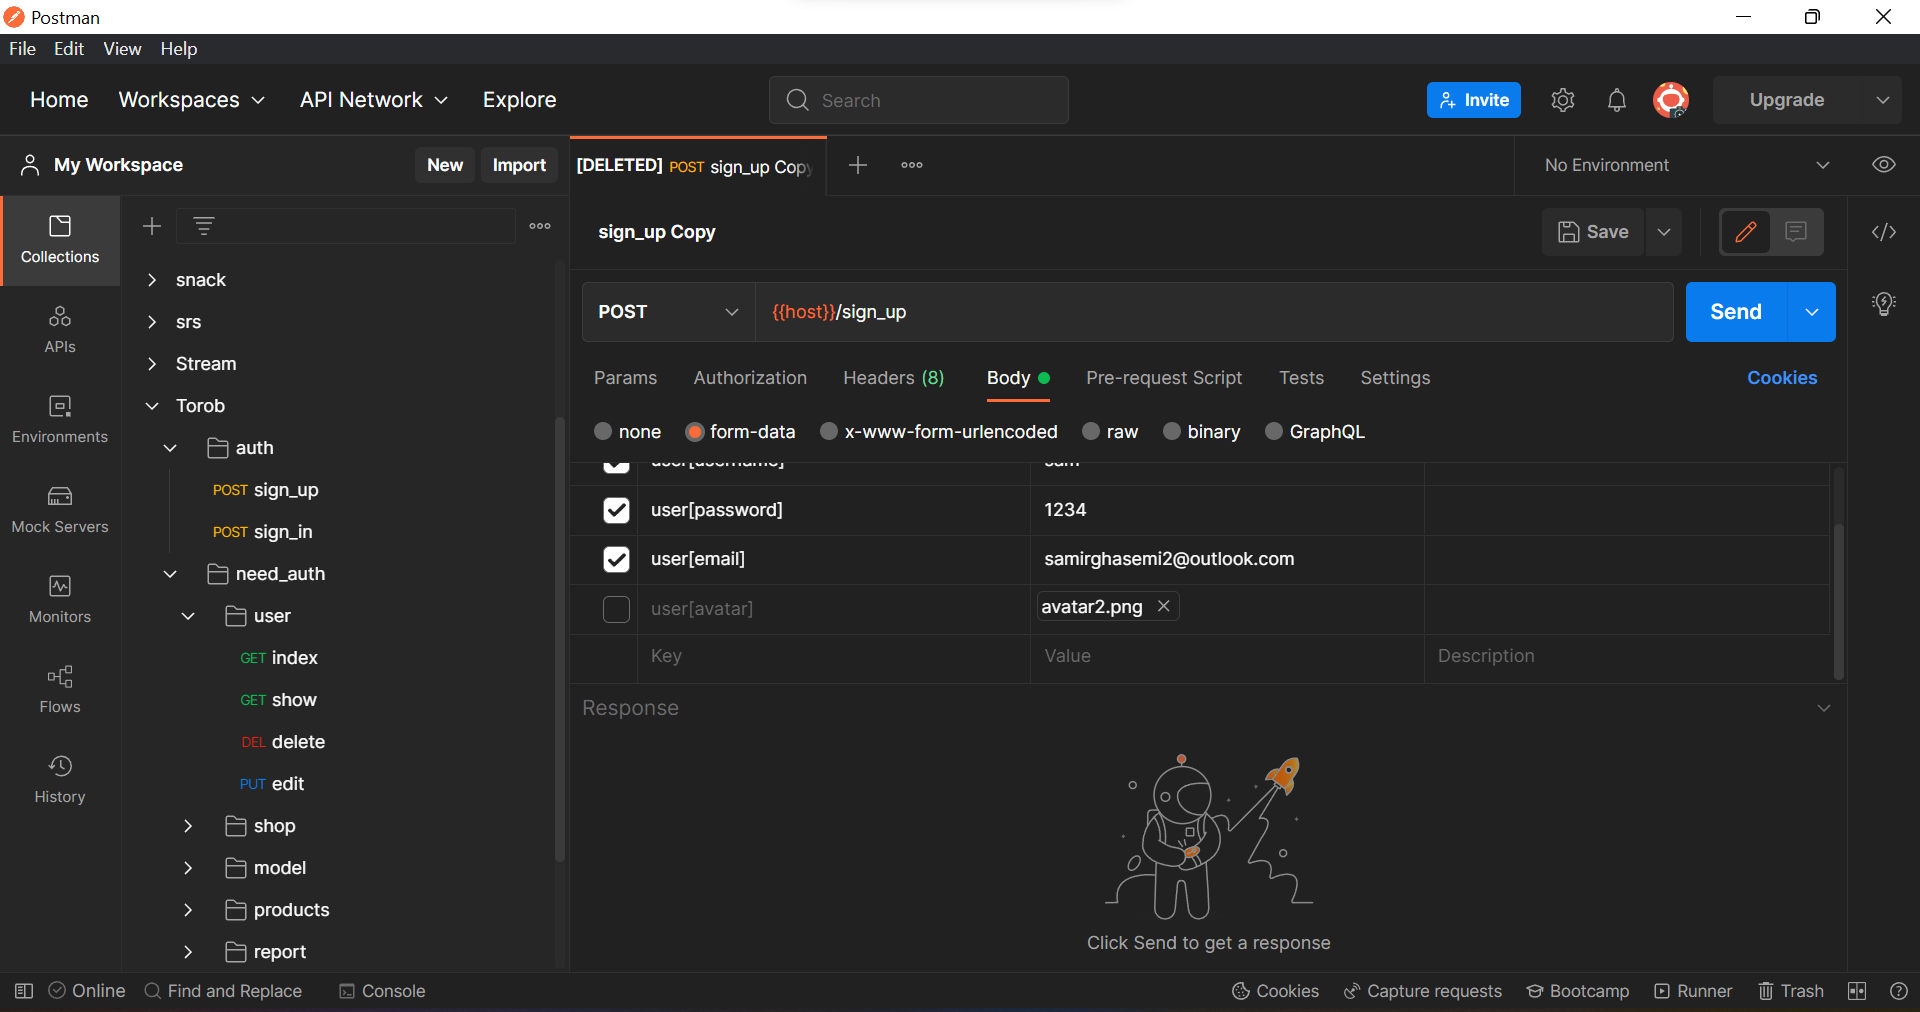 Postman
File Edit View Help
Home Workspaces API Network Explore Search Invite Upgrade
My Workspace New Import [DELETED] POST sign_up Copy No Environment
Collections
APIs
Environments
Mock Servers
Monitors
Flows
History
snack
srs
Stream
Torob
auth
POST sign_up
POST sign_in
need_auth
user
GET index
GET show
DEL delete
PUT edit
shop
model
products
report
sign_up Copy Save
POST {{host}}/sign_up Send
Params Authorization Headers (8) Body Pre-request Script Tests Settings Cookies
none form-data x-www-form-urlencoded raw binary GraphQL
user[username] sam
user[password] 1234
user[email] samirghasemi2@outlook.com
user[avatar] avatar2.png
Key Value Description
Response
Click Send to get a response
Online Find and Replace Console Cookies Capture requests Bootcamp Runner Trash